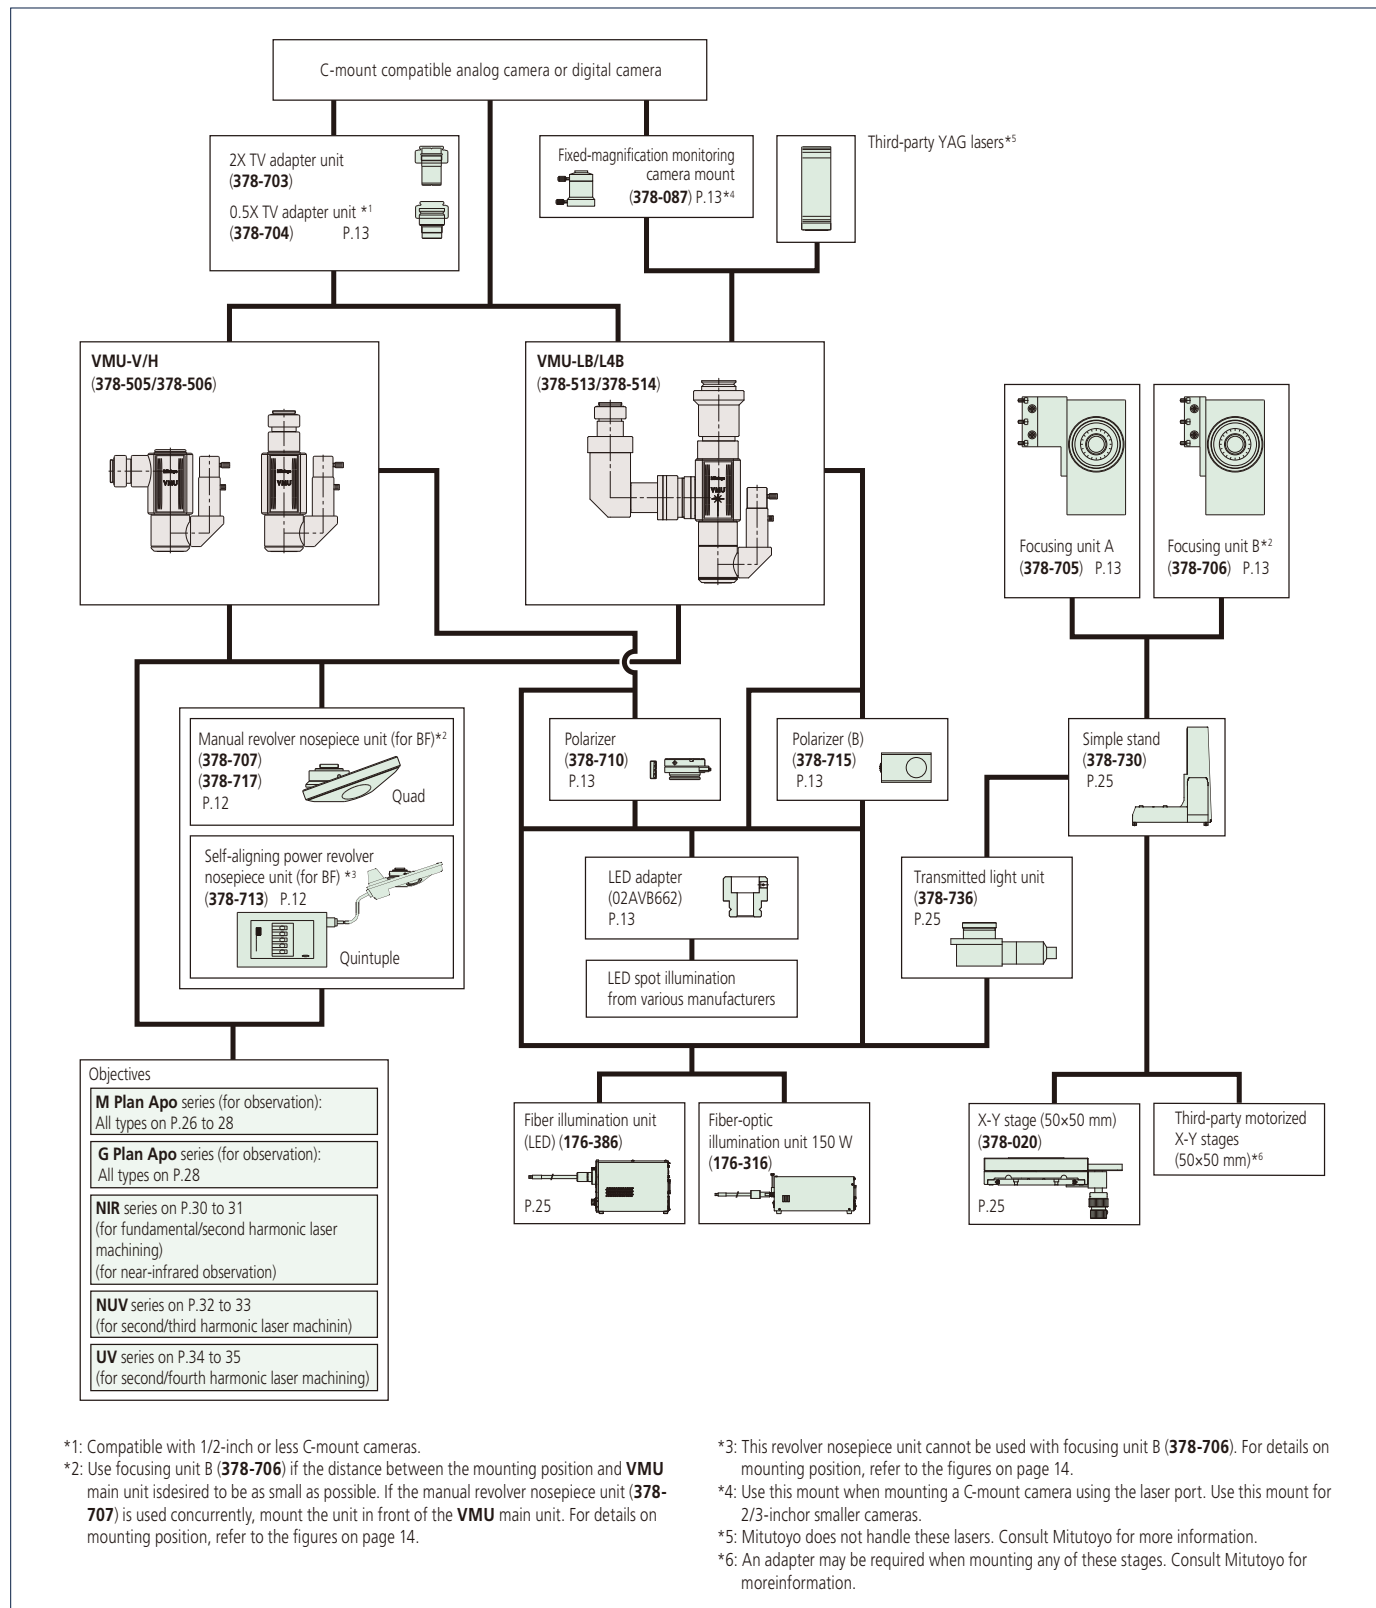 C-mount compatible analog camera or digital camera
2X TV adapter unit
(378-703)
0.5X TV adapter unit *1
(378-704) P.13
Fixed-magnification monitoring
camera mount
(378-087) P.13*4
Third-party YAG lasers*5
VMU-V/H
(378-505/378-506)
Mitutoyo
VMU
Mitutoyo
VMU
VMU-LB/L4B
(378-513/378-514)
Mitutoyo
VMU
Focusing unit A
(378-705) P.13
Focusing unit B*2
(378-706) P.13
Manual revolver nosepiece unit (for BF)*2
(378-707)
(378-717)
P.12
Quad
Self-aligning power revolver
nosepiece unit (for BF) *3
(378-713) P.12
Quintuple
Polarizer
(378-710)
P.13
Polarizer (B)
(378-715)
P.13
Simple stand
(378-730)
P.25
LED adapter
(02AVB662)
P.13
LED spot illumination
from various manufacturers
Transmitted light unit
(378-736)
P.25
Objectives
M Plan Apo series (for observation):
All types on P.26 to 28
G Plan Apo series (for observation):
All types on P.28
NIR series on P.30 to 31
(for fundamental/second harmonic laser
machining)
(for near-infrared observation)
NUV series on P.32 to 33
(for second/third harmonic laser machinin)
UV series on P.34 to 35
(for second/fourth harmonic laser machining)
Fiber illumination unit
(LED) (176-386)
P.25
Fiber-optic
illumination unit 150 W
(176-316)
X-Y stage (50×50 mm)
(378-020)
P.25
Third-party motorized
X-Y stages
(50×50 mm)*6
*1: Compatible with 1/2-inch or less C-mount cameras.
*2: Use focusing unit B (378-706) if the distance between the mounting position and VMU
main unit isdesired to be as small as possible. If the manual revolver nosepiece unit (378-
707) is used concurrently, mount the unit in front of the VMU main unit. For details on
mounting position, refer to the figures on page 14.
*3: This revolver nosepiece unit cannot be used with focusing unit B (378-706). For details on
mounting position, refer to the figures on page 14.
*4: Use this mount when mounting a C-mount camera using the laser port. Use this mount for
2/3-inchor smaller cameras.
*5: Mitutoyo does not handle these lasers. Consult Mitutoyo for more information.
*6: An adapter may be required when mounting any of these stages. Consult Mitutoyo for
moreinformation.